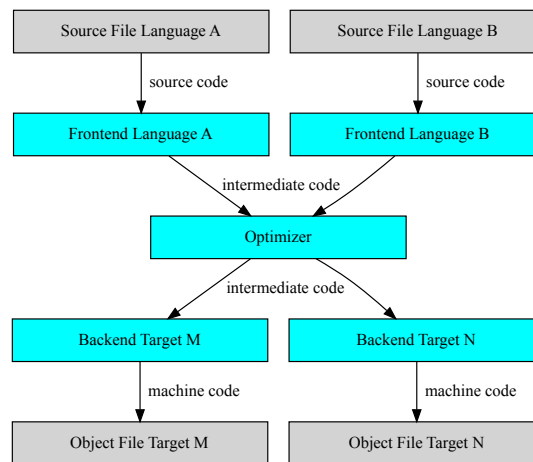 Source File Language A
Source File Language B
source code
source code
Frontend Language A
Frontend Language B
intermediate code
Optimizer
intermediate code
Backend Target M
Backend Target N
machine code
machine code
Object File Target M
Object File Target N